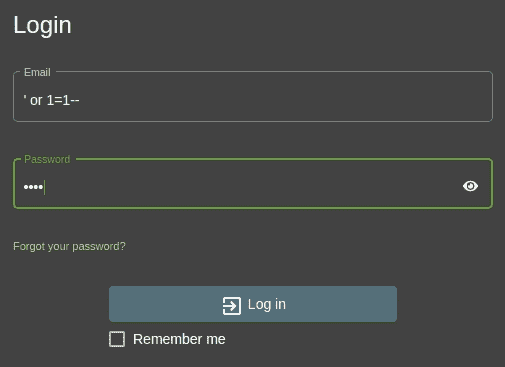 Login
Email
' or 1=1--
Password
••••
Forgot your password?
Log in
Remember me